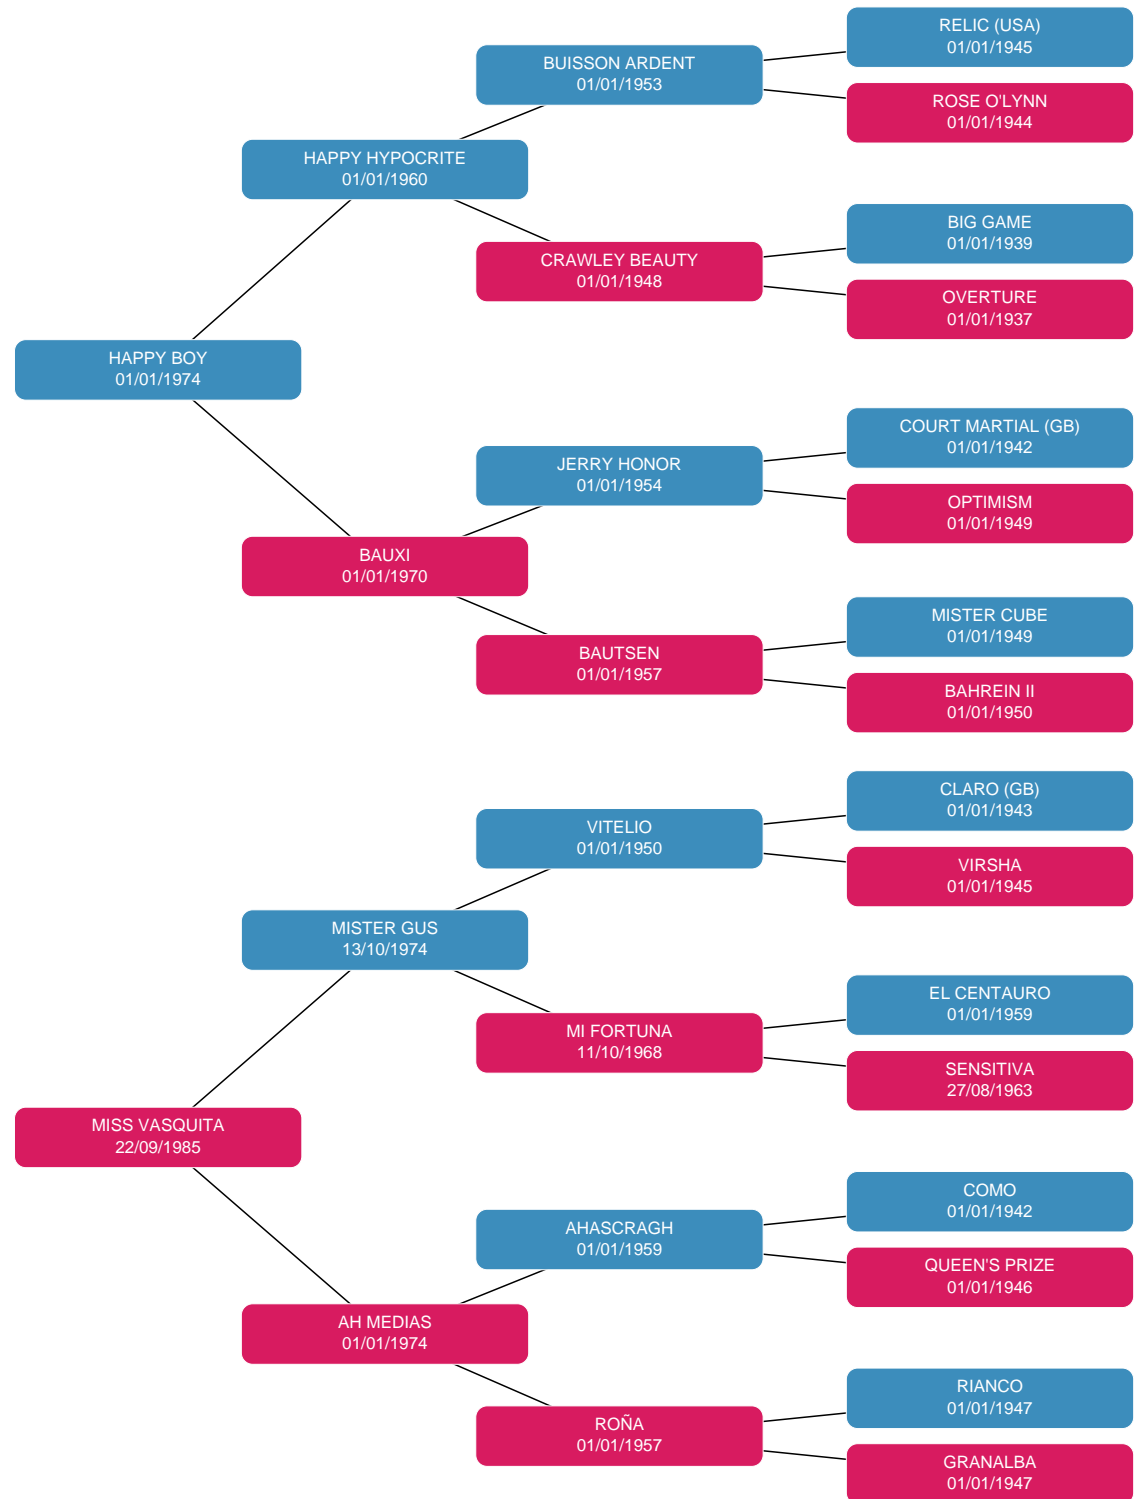 RELIC (USA)
01/01/1945
BUISSON ARDENT
01/01/1953
ROSE O'LYNN
01/01/1944
HAPPY HYPOCRITE
01/01/1960
BIG GAME
01/01/1939
CRAWLEY BEAUTY
01/01/1948
OVERTURE
01/01/1937
HAPPY BOY
01/01/1974
COURT MARTIAL (GB)
01/01/1942
JERRY HONOR
01/01/1954
OPTIMISM
01/01/1949
BAUXI
01/01/1970
MISTER CUBE
01/01/1949
BAUTSEN
01/01/1957
BAHREIN II
01/01/1950
CLARO (GB)
01/01/1943
VITELIO
01/01/1950
VIRSHA
01/01/1945
MISTER GUS
13/10/1974
EL CENTAURO
01/01/1959
MI FORTUNA
11/10/1968
SENSITIVA
27/08/1963
MISS VASQUITA
22/09/1985
COMO
01/01/1942
AHASCRAGH
01/01/1959
QUEEN'S PRIZE
01/01/1946
AH MEDIAS
01/01/1974
RIANCO
01/01/1947
ROÑA
01/01/1957
GRANALBA
01/01/1947